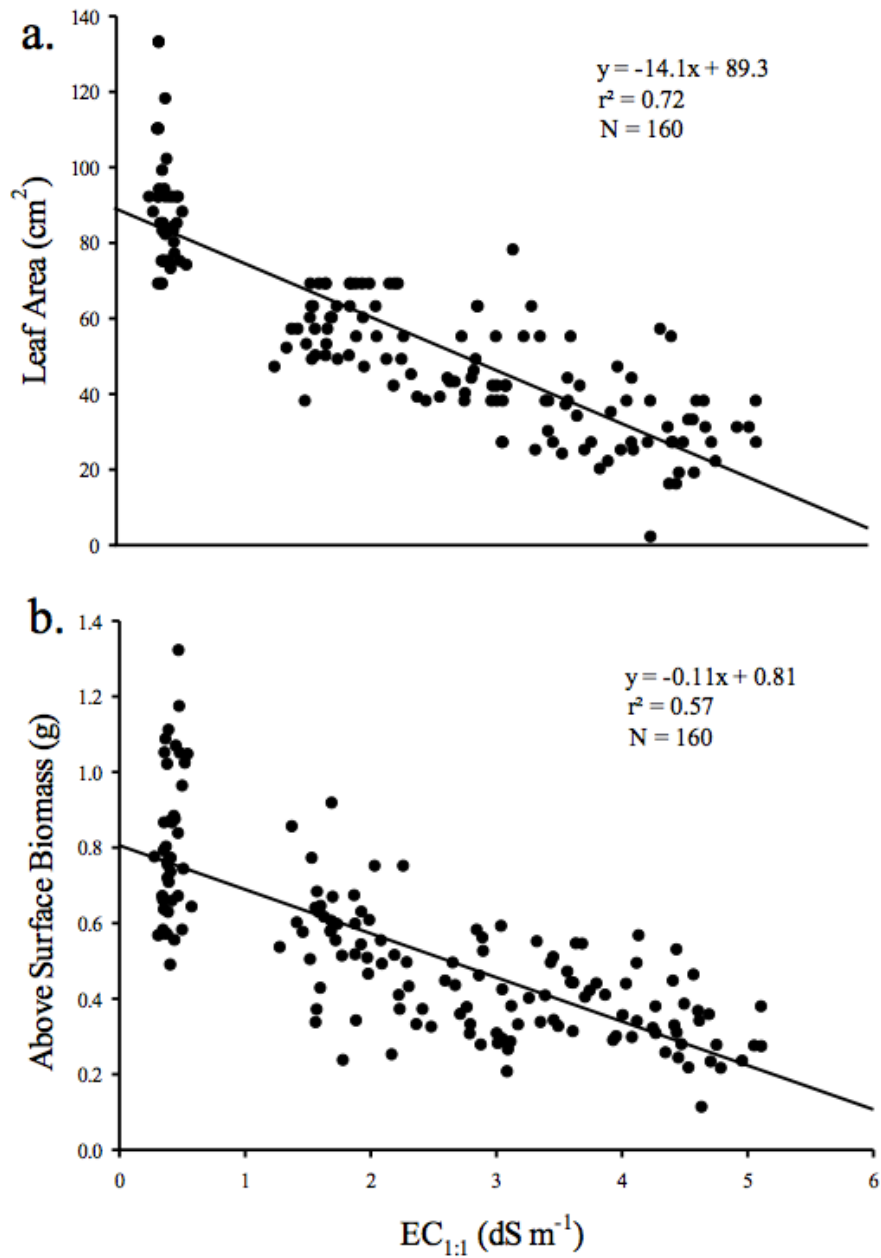 a.
140
120
100
80
60
40
20
0
Leaf Area (cm²)
y = -14.1x + 89.3
r² = 0.72
N = 160
b.
1.4
1.2
1.0
0.8
0.6
0.4
0.2
0.0
Above Surface Biomass (g)
y = -0.11x + 0.81
r² = 0.57
N = 160
0 1 2 3 4 5 6
EC₁:₁ (dS m⁻¹)